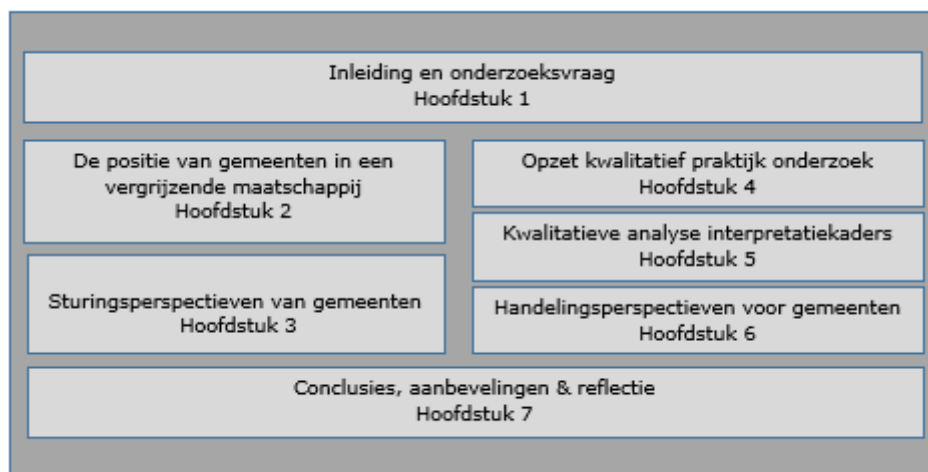 Inleiding en onderzoeksvraag
Hoofdstuk 1
De positie van gemeenten in een
vergrijzende maatschappij
Hoofdstuk 2
Sturingsperspectieven van gemeenten
Hoofdstuk 3
Opzet kwalitatief praktijk onderzoek
Hoofdstuk 4
Kwalitatieve analyse interpretatiekaders
Hoofdstuk 5
Handelingsperspectieven voor gemeenten
Hoofdstuk 6
Conclusies, aanbevelingen & reflectie
Hoofdstuk 7